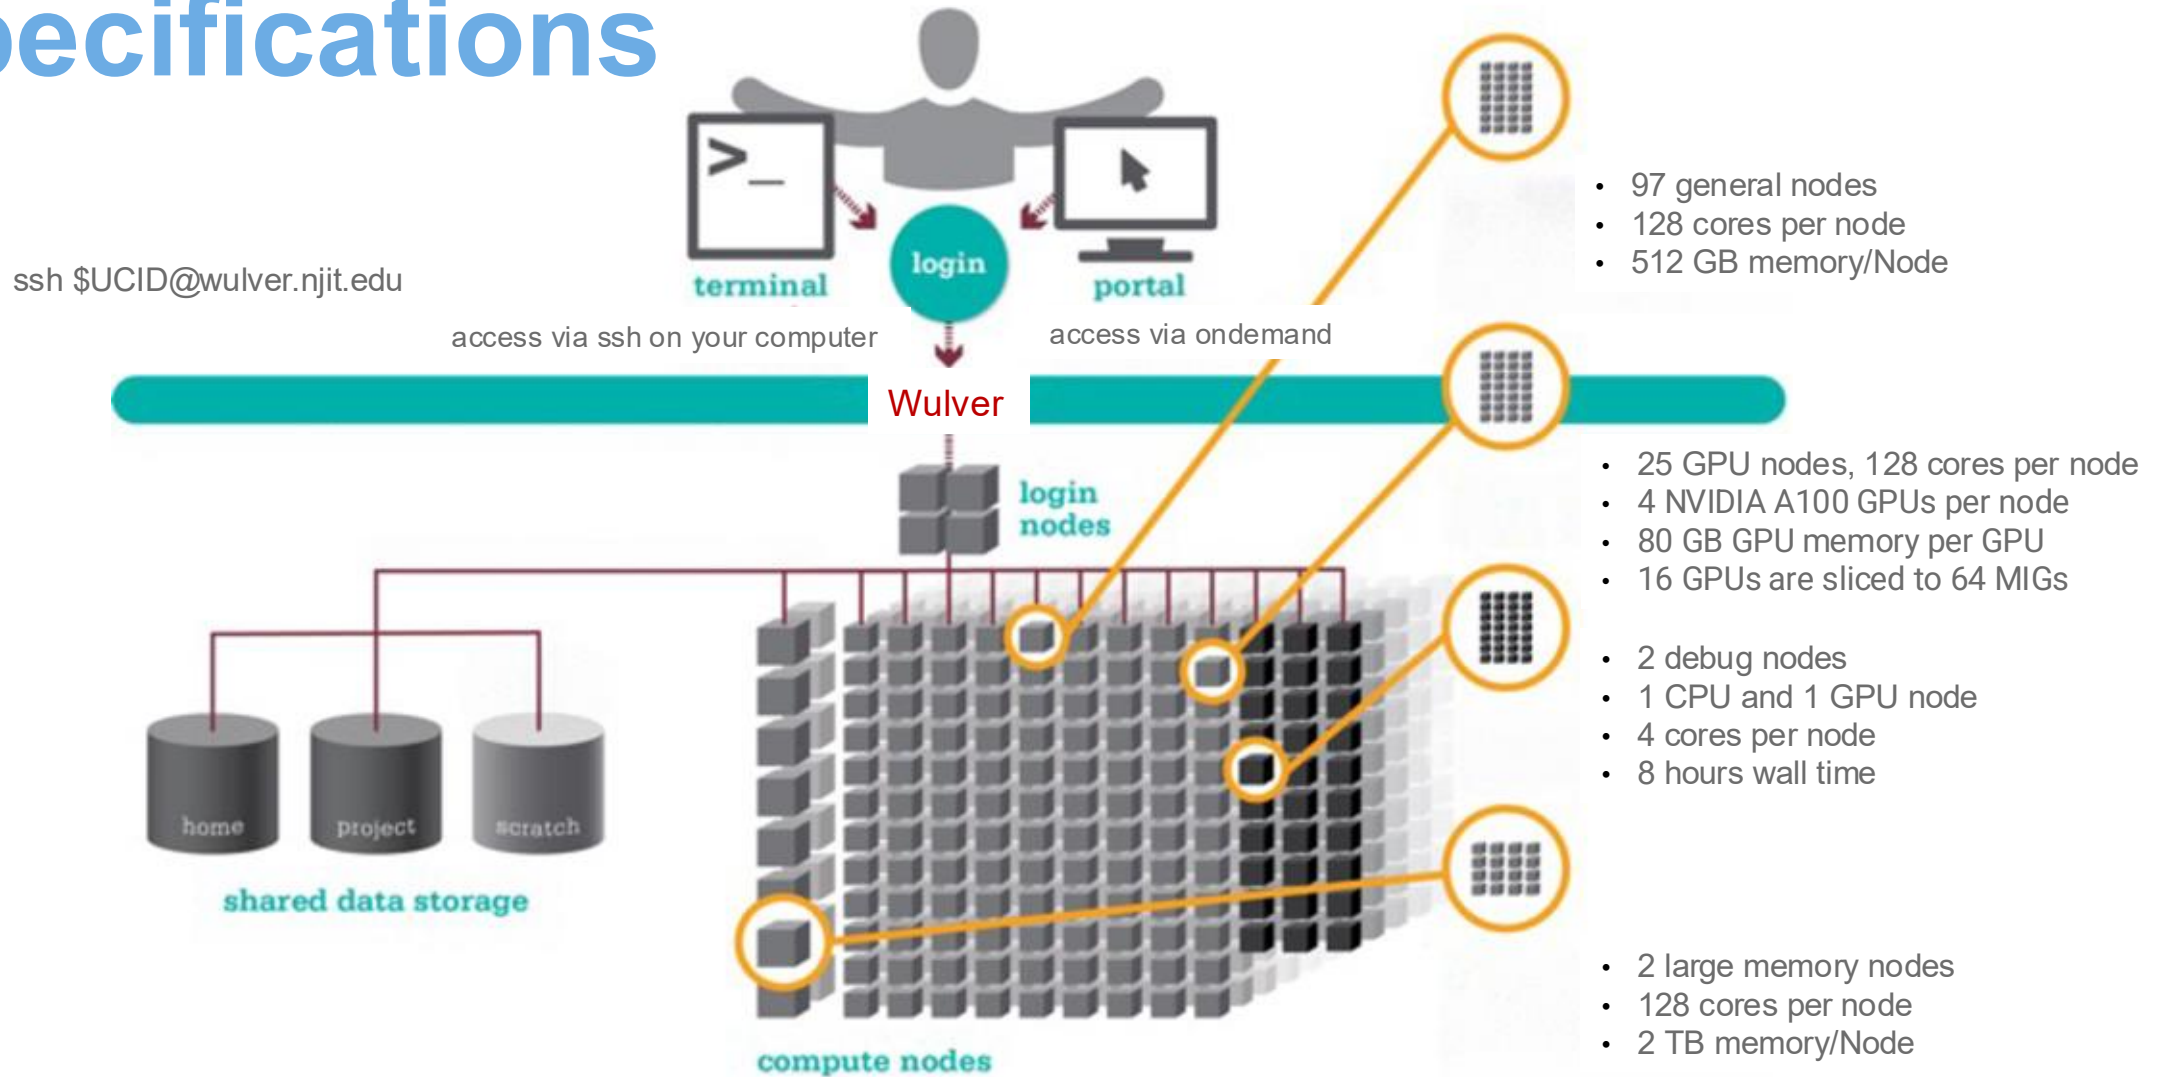 pecifications
>_
terminal
login
portal
ssh $UCID@wulver.njit.edu
access via ssh on your computer
access via ondemand
Wulver
login
nodes
home
project
scratch
shared data storage
compute nodes
• 97 general nodes
• 128 cores per node
• 512 GB memory/Node
• 25 GPU nodes, 128 cores per node
• 4 NVIDIA A100 GPUs per node
• 80 GB GPU memory per GPU
• 16 GPUs are sliced to 64 MIGs
• 2 debug nodes
• 1 CPU and 1 GPU node
• 4 cores per node
• 8 hours wall time
• 2 large memory nodes
• 128 cores per node
• 2 TB memory/Node